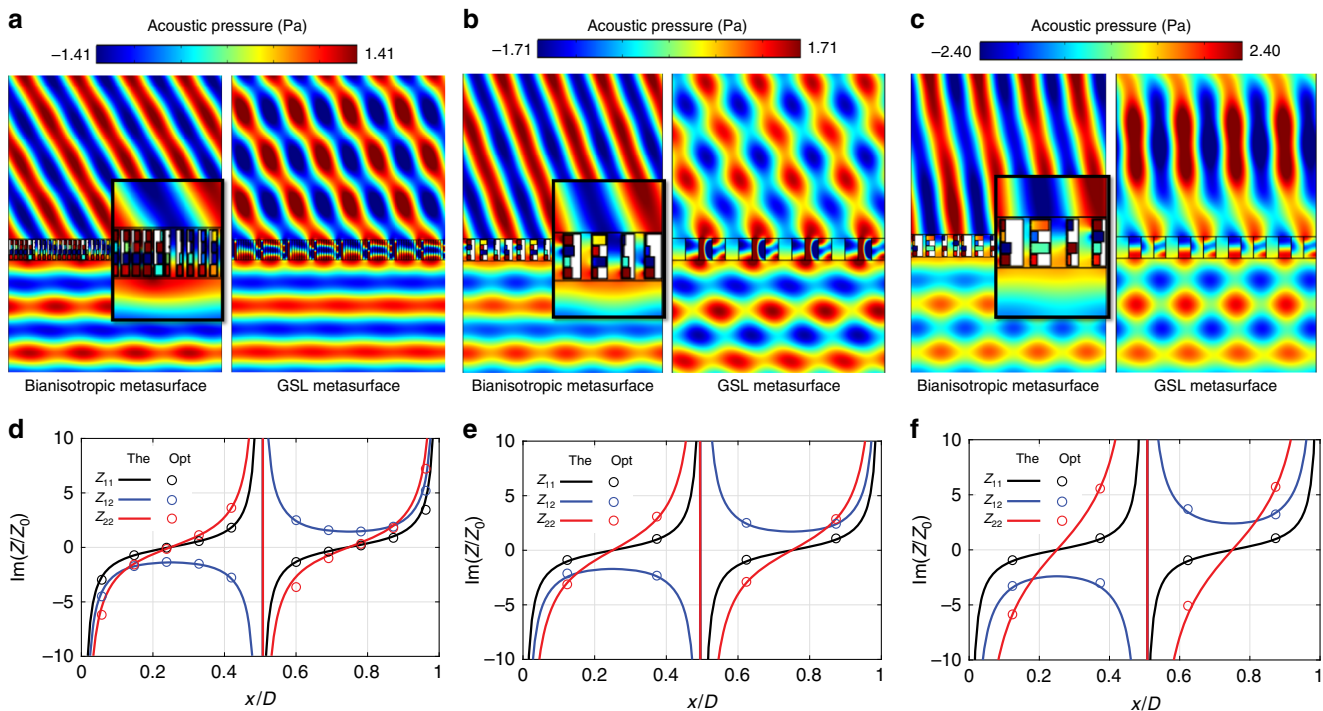 a
Acoustic pressure (Pa)
−1.41 1.41
Bianisotropic metasurface GSL metasurface
b
Acoustic pressure (Pa)
−1.71 1.71
Bianisotropic metasurface GSL metasurface
c
Acoustic pressure (Pa)
−2.40 2.40
Bianisotropic metasurface GSL metasurface
d
Im(Z/Z0)
10
5
0
−5
−10
The Opt
Z11
Z12
Z22
0 0.2 0.4 0.6 0.8 1
x/D
e
Im(Z/Z0)
10
5
0
−5
−10
The Opt
Z11
Z12
Z22
0 0.2 0.4 0.6 0.8 1
x/D
f
Im(Z/Z0)
10
5
0
−5
−10
The Opt
Z11
Z12
Z22
0 0.2 0.4 0.6 0.8 1
x/D